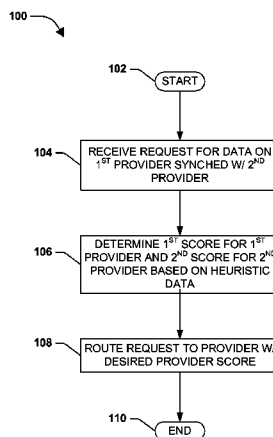 100
102
START
104
RECEIVE REQUEST FOR DATA ON
1ST PROVIDER SYNCHED W/ 2ND
PROVIDER
106
DETERMINE 1ST SCORE FOR 1ST
PROVIDER AND 2ND SCORE FOR 2ND
PROVIDER BASED ON HEURISTIC
DATA
108
ROUTE REQUEST TO PROVIDER W/
DESIRED PROVIDER SCORE
END
110